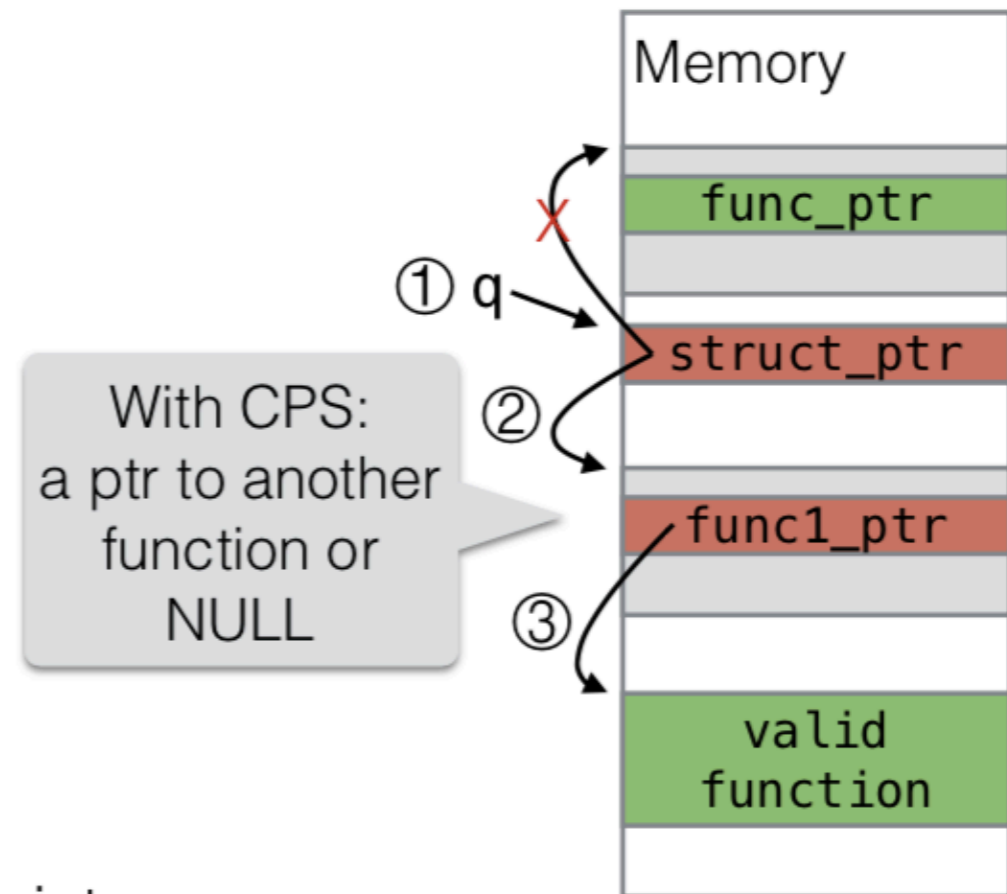 Memory
func_ptr
① q
struct_ptr
With CPS:
a ptr to another
function or
NULL
②
func1_ptr
③
valid
function